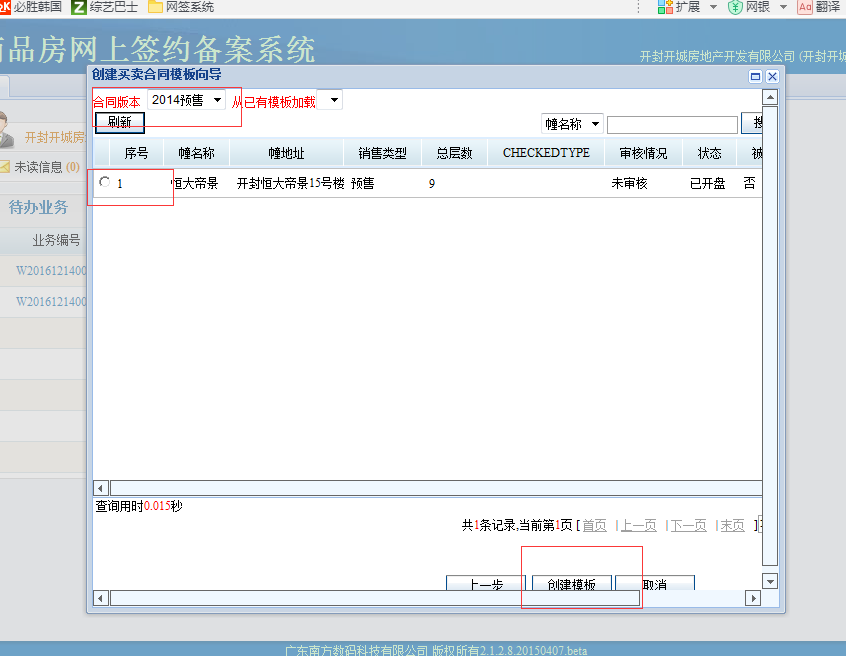 必胜韩国 综艺巴士 网签系统 扩展 网银 Aa 翻译
品房网上签约备案系统
开封开城房地产开发有限公司 (开封开城
创建买卖合同模板向导
合同版本 2014预售 从已有模板加载
刷新
幢名称
开封开城房
未读信息 (0)
序号 幢名称 幢地址 销售类型 总层数 CHECKEDTYPE 审核情况 状态 被
1 恒大帝景 开封恒大帝景15号楼 预售 9 未审核 已开盘 否
待办业务
业务编号
W2016121400
W2016121400
查询用时0.015秒
共1条记录,当前第1页 [ 首页 | 上一页 | 下一页 | 末页 ]
上一步 创建模板 取消
广东南方数码科技有限公司 版权所有2.1.2.8.20150407.beta